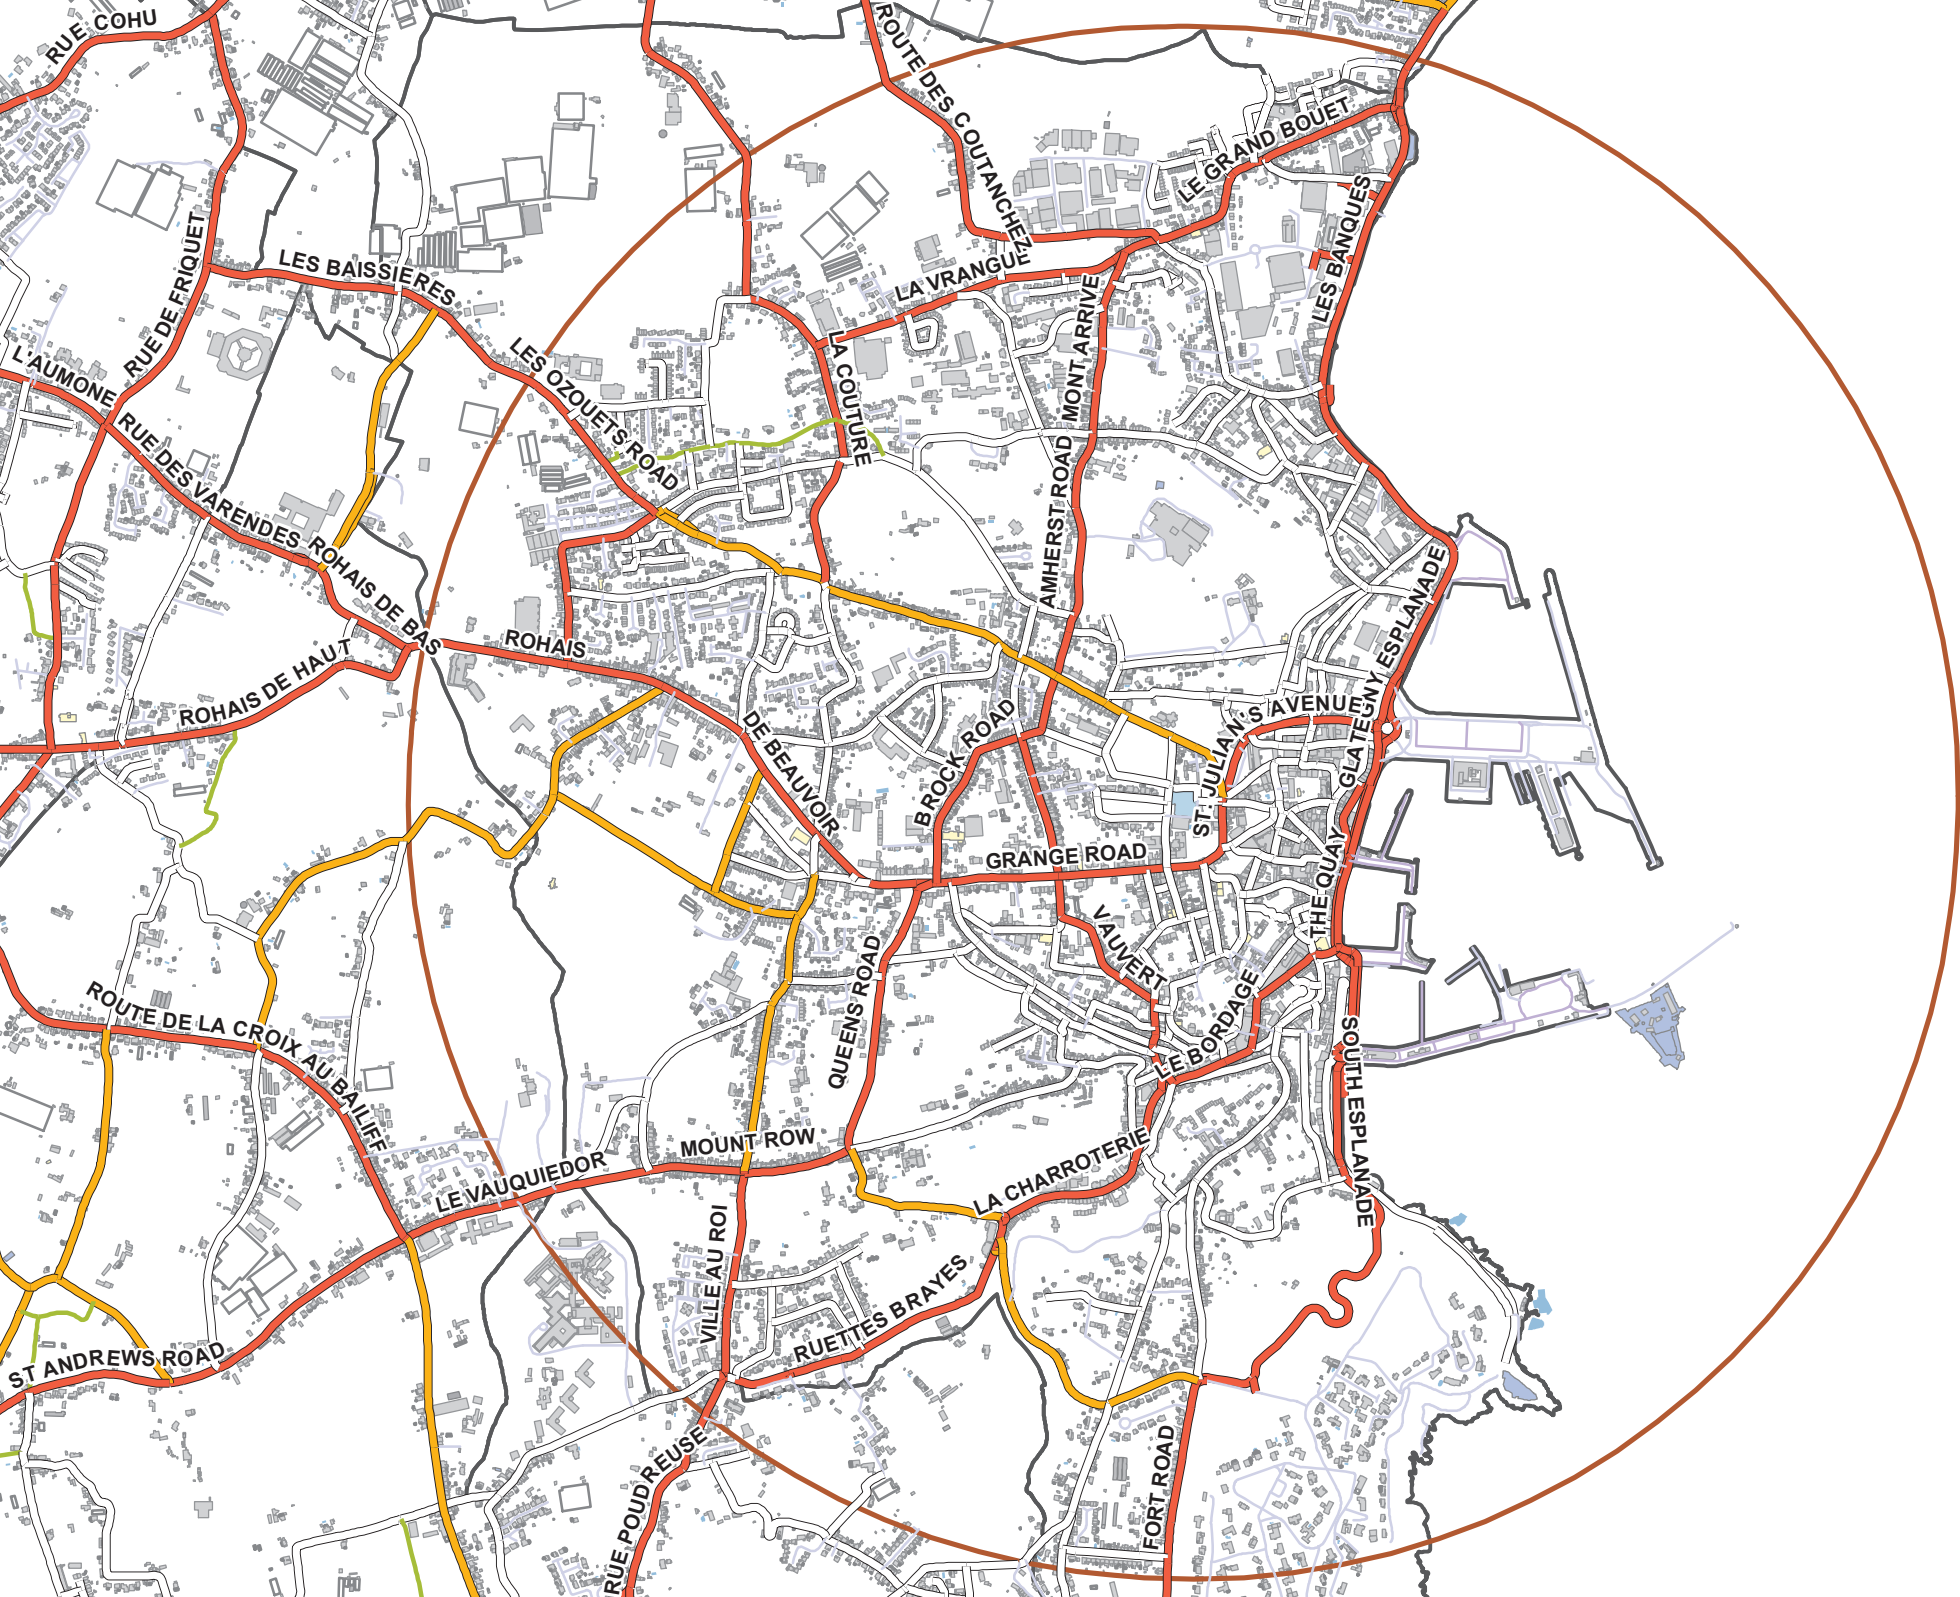 RUE COHU
ROUTE DES COUTANCHEZ
LE GRAND BOUET
LES BANQUES
RUE DE FRIQUET
LES BAISSIERES
LA VRANGUE
MONT ARRIVE
L'AUMONE
LES OZOUETS ROAD
LA COUTURE
RUE DES VARENDES
AMHERST ROAD
ROHAIS DE BAS
ROHAIS
ROHAIS DE HAUT
GLATEGNY ESPLANADE
ST. JULIAN'S AVENUE
DE BEAUVOIR
BROCK ROAD
GRANGE ROAD
THE QUAY
VAUVERT
QUEENS ROAD
LE BORDAGE
ROUTE DE LA CROIX AU BAILIFF
SOUTH ESPLANADE
MOUNT ROW
LE VAUQUIEDOR
LA CHARROTERIE
VILLE AU ROI
RUETTES BRAYES
ST ANDREWS ROAD
RUE POUDREUSE
FORT ROAD